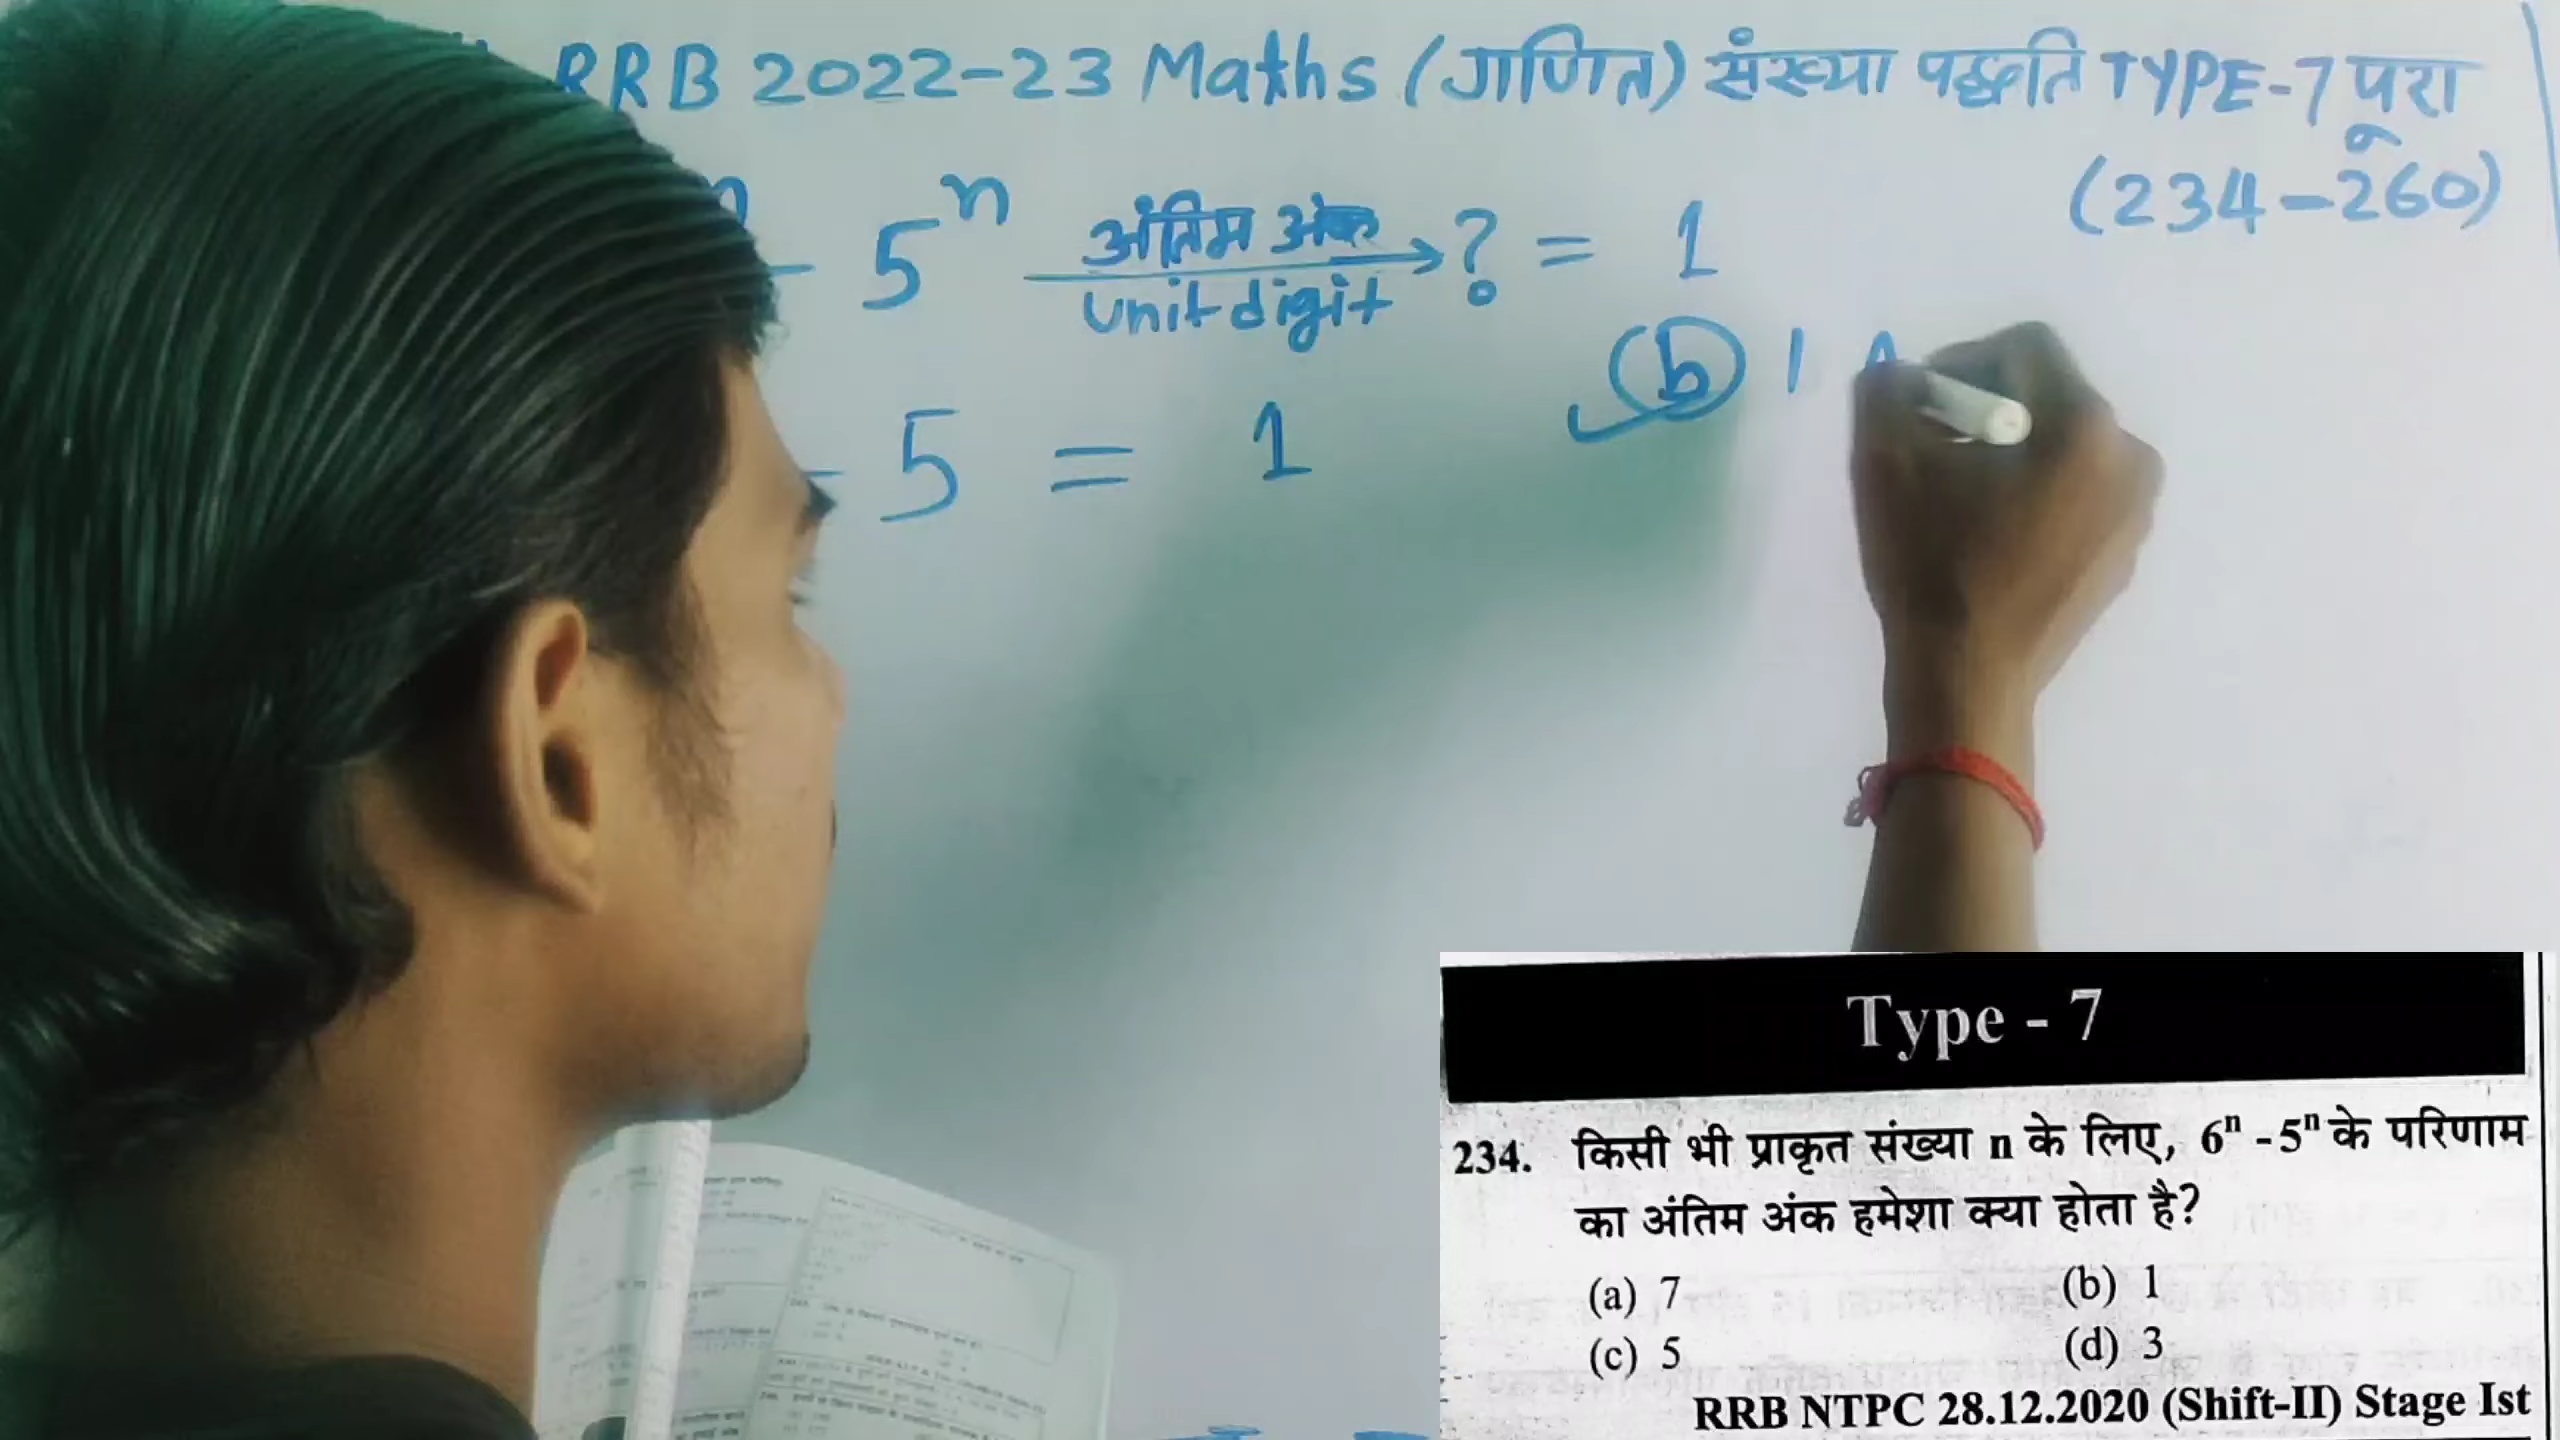 RRB 2022-23 Maths (गणित) संख्या पद्धति TYPE-7 पूरा
(234-260)
n - 5ⁿ अंतिम अंक → ? = 1
unit digit
b 1
- 5 = 1
Type - 7
234. किसी भी प्राकृत संख्या n के लिए, 6ⁿ - 5ⁿ के परिणाम
का अंतिम अंक हमेशा क्या होता है?
(a) 7 (b) 1
(c) 5 (d) 3
RRB NTPC 28.12.2020 (Shift-II) Stage Ist